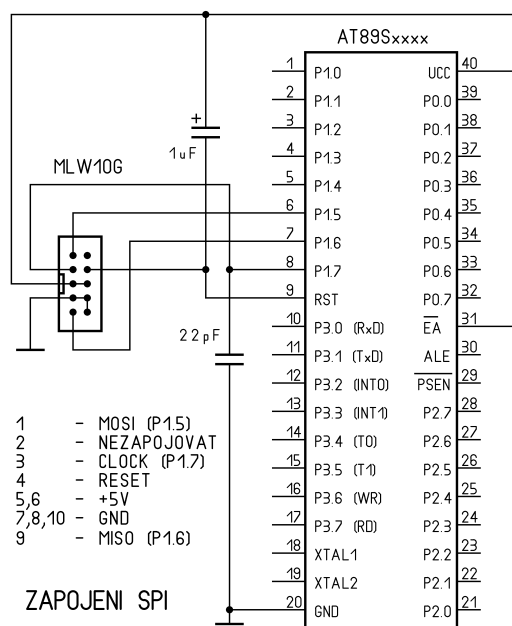 AT89Sxxxx
1 P1.0 UCC 40
2 P1.1 P0.0 39
3 P1.2 P0.1 38
4 P1.3 P0.2 37
5 P1.4 P0.3 36
6 P1.5 P0.4 35
7 P1.6 P0.5 34
8 P1.7 P0.6 33
9 RST P0.7 32
10 P3.0 (RxD) EA 31
11 P3.1 (TxD) ALE 30
12 P3.2 (INT0) PSEN 29
13 P3.3 (INT1) P2.7 28
14 P3.4 (T0) P2.6 27
15 P3.5 (T1) P2.5 26
16 P3.6 (WR) P2.4 25
17 P3.7 (RD) P2.3 24
18 XTAL1 P2.2 23
19 XTAL2 P2.1 22
20 GND P2.0 21
+
1uF
MLW10G
22pF
1 - MOSI (P1.5)
2 - NEZAPOJOVAT
3 - CLOCK (P1.7)
4 - RESET
5,6 - +5V
7,8,10 - GND
9 - MISO (P1.6)
ZAPOJENI SPI